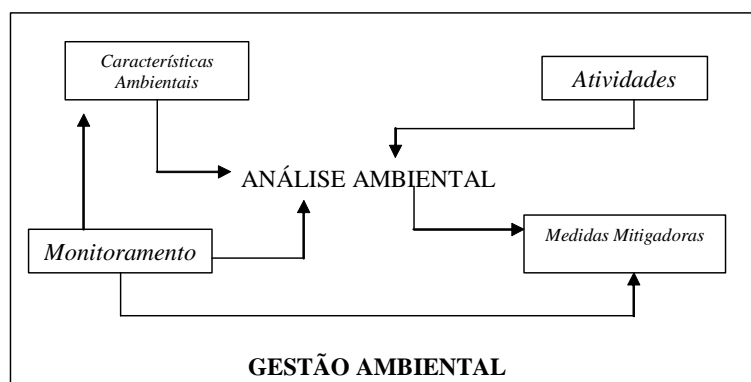 Características
Ambientais
Atividades
ANÁLISE AMBIENTAL
Monitoramento
Medidas Mitigadoras
GESTÃO AMBIENTAL